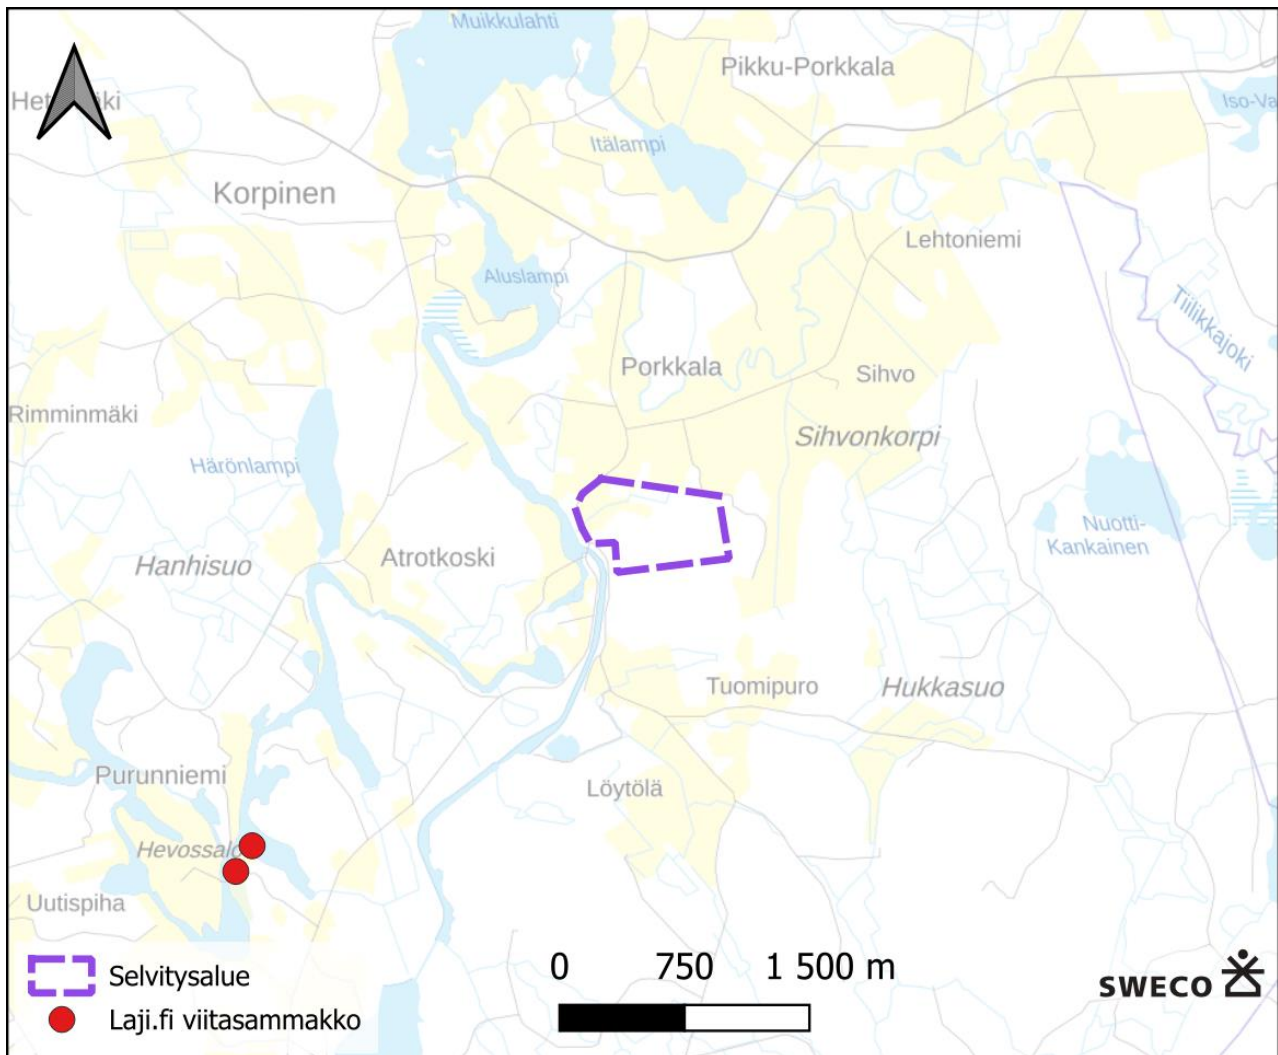 Muikkulahti
Pikku-Porkkala
Iso-Va
Itälampi
Korpinen
Lehtoniemi
Aluslampi
Tiilikkajoki
Porkkala
Sihvo
Rimminmäki
Sihvonkorpi
Härönlampi
Nuotti-
Kankainen
Hanhisuo
Atrotkoski
Tuomipuro
Hukkasuo
Purunniemi
Löytölä
Hevossalo
Uutispiha
0 750 1 500 m
Selvitysalue
Laji.fi viitasammakko
SWECO